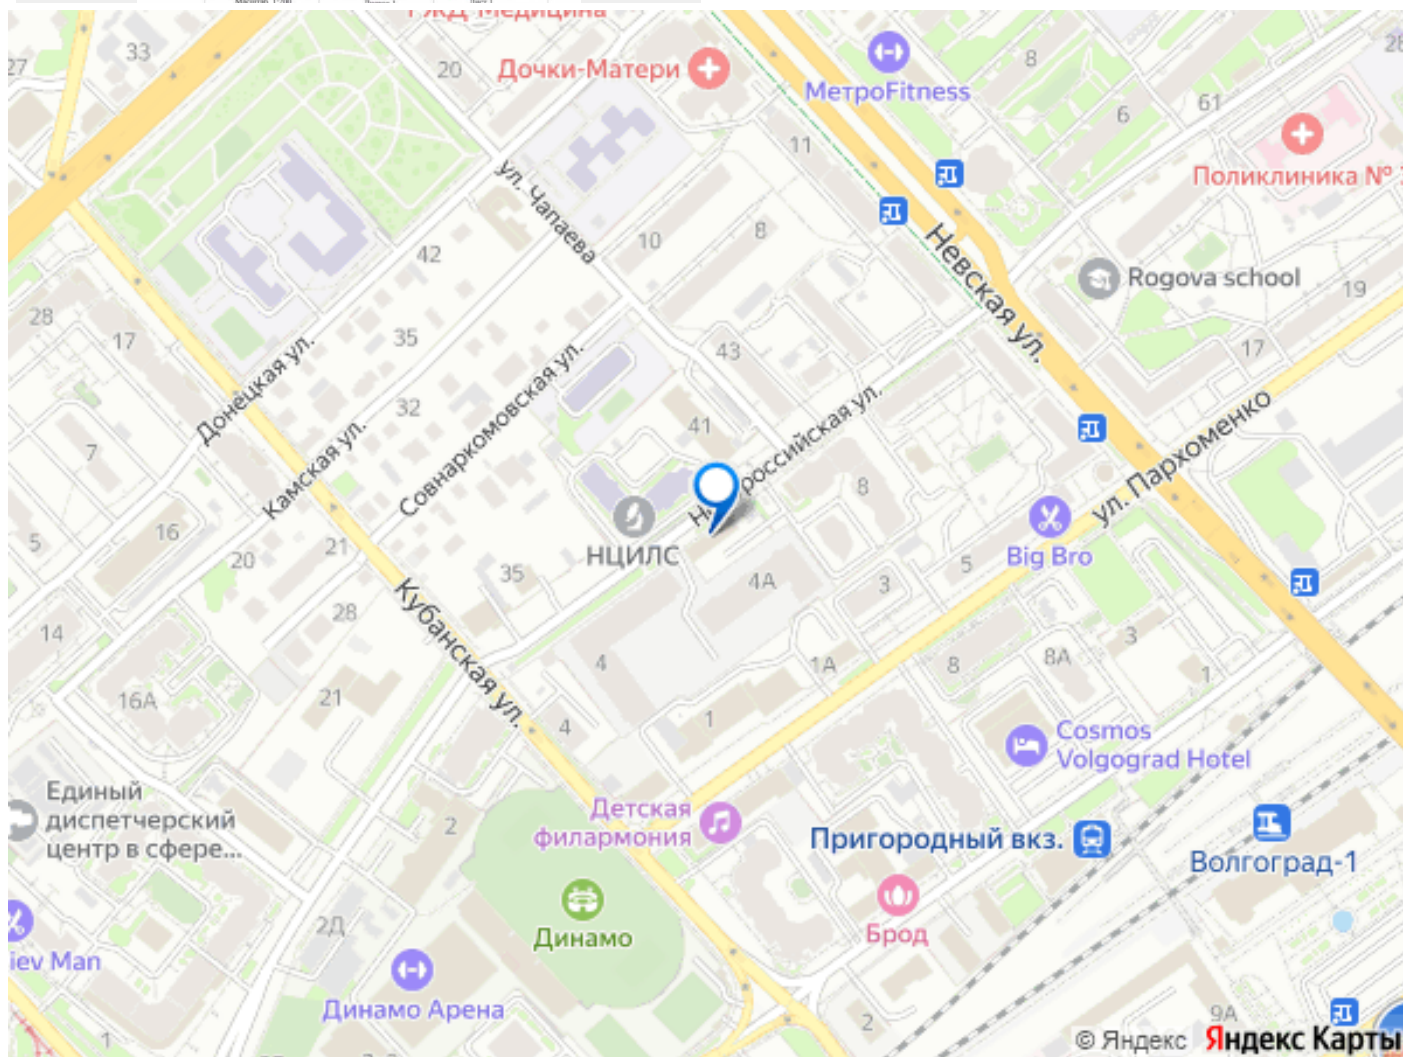 РЖД-Медицина
33
27
20
Дочки-Матери
МетроFitness
8
28
61
6
11
Поликлиника №
ул. Чапаева
10
8
42
Невская ул.
Rogova school
19
28
17
35
43
17
Донецкая ул.
Совнаркомовская ул.
32
41
российская ул.
ул. Пархоменко
7
Камская ул.
8
16
НЦИЛС
Big Bro
5
21
20
35
4А
3
5
Кубанская ул.
28
14
4
1А
8
8А
3
1
16А
21
4
1
Cosmos
Volgograd Hotel
Единый
диспетчерский
центр в сфере...
2
Детская
филармония
Пригородный вкз.
Волгоград-1
2Д
Динамо
Брод
iev Man
Динамо Арена
1
2
9А
© Яндекс Яндекс Карты